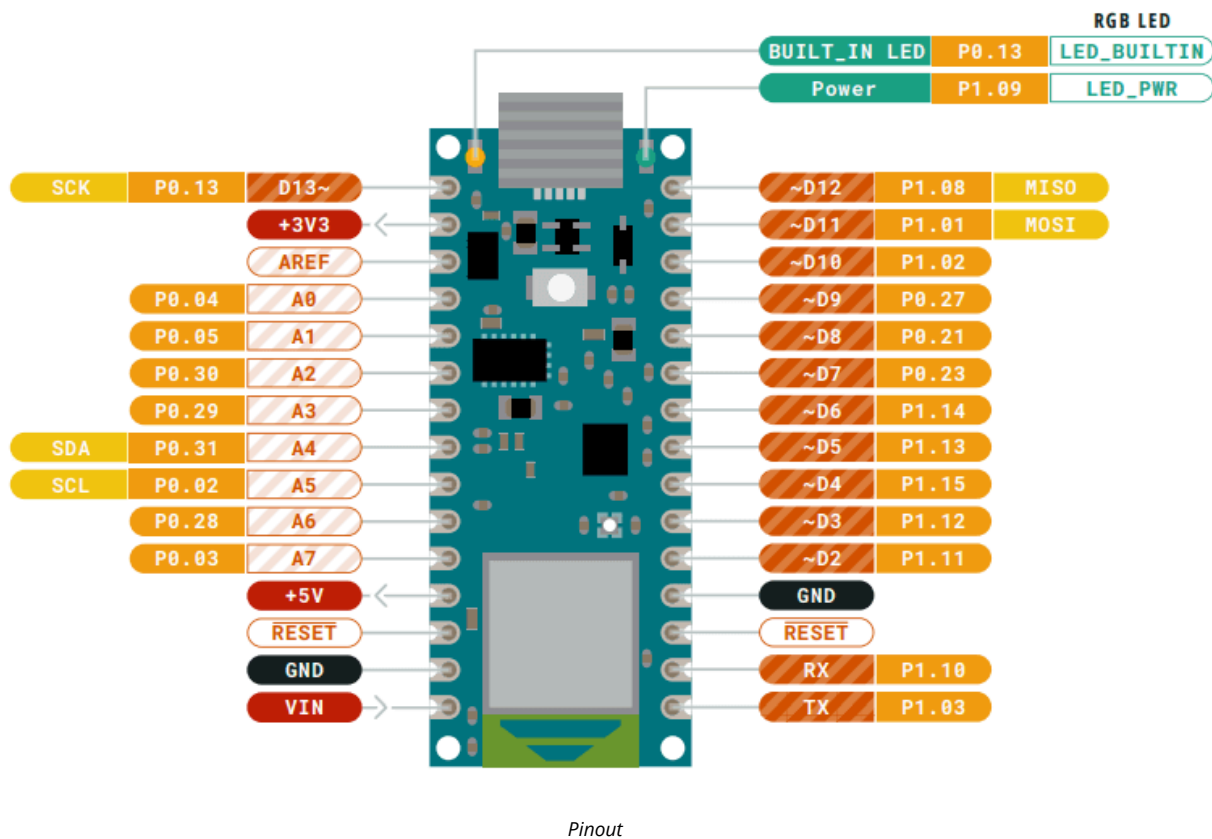 RGB LED
BUILT_IN LED P0.13 LED_BUILTIN
Power P1.09 LED_PWR
SCK P0.13 D13~ ~D12 P1.08 MISO
+3V3 ~D11 P1.01 MOSI
AREF ~D10 P1.02
P0.04 A0 ~D9 P0.27
P0.05 A1 ~D8 P0.21
P0.30 A2 ~D7 P0.23
P0.29 A3 ~D6 P1.14
SDA P0.31 A4 ~D5 P1.13
SCL P0.02 A5 ~D4 P1.15
P0.28 A6 ~D3 P1.12
P0.03 A7 ~D2 P1.11
+5V GND
RESET RESET
GND RX P1.10
VIN TX P1.03
Pinout